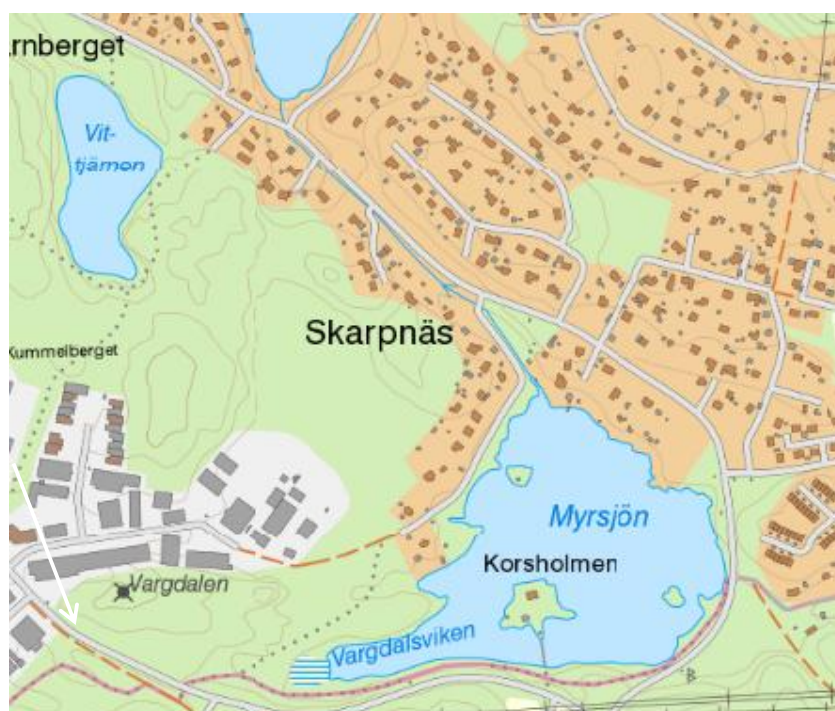 rnberget
Vit-
tjärnen
Skarpnäs
Kummelberget
Myrsjön
Korsholmen
Vargdalen
Vargdalsviken